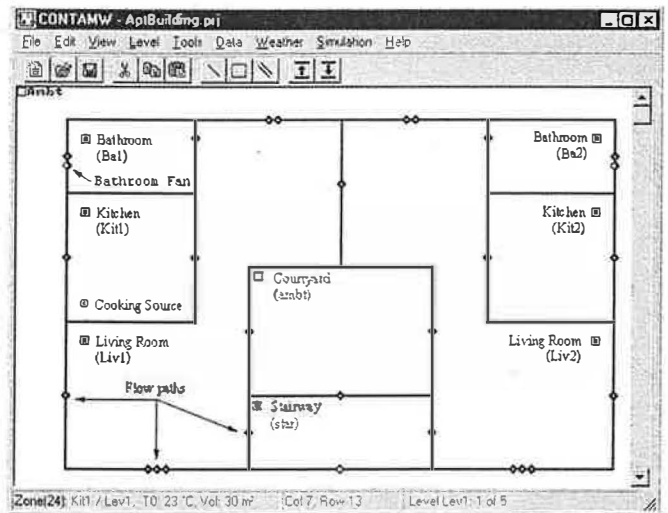 CONTAMW - AptBuilding.prj
File Edit View Level Tools Data Weather Simulation Help
Ambt
Bathroom
(Ba1)
Bathroom
(Ba2)
Bathroom Fan
Kitchen
(Kit1)
Kitchen
(Kit2)
Courtyard
(ambt)
Cooking Source
Living Room
(Liv1)
Living Room
(Liv2)
Flow paths
Stairway
(star)
Zone(24): Kit1 / Lev1, T0: 23 °C, Vol: 30 m³ Col 7, Row 13 Level Lev1: 1 of 5